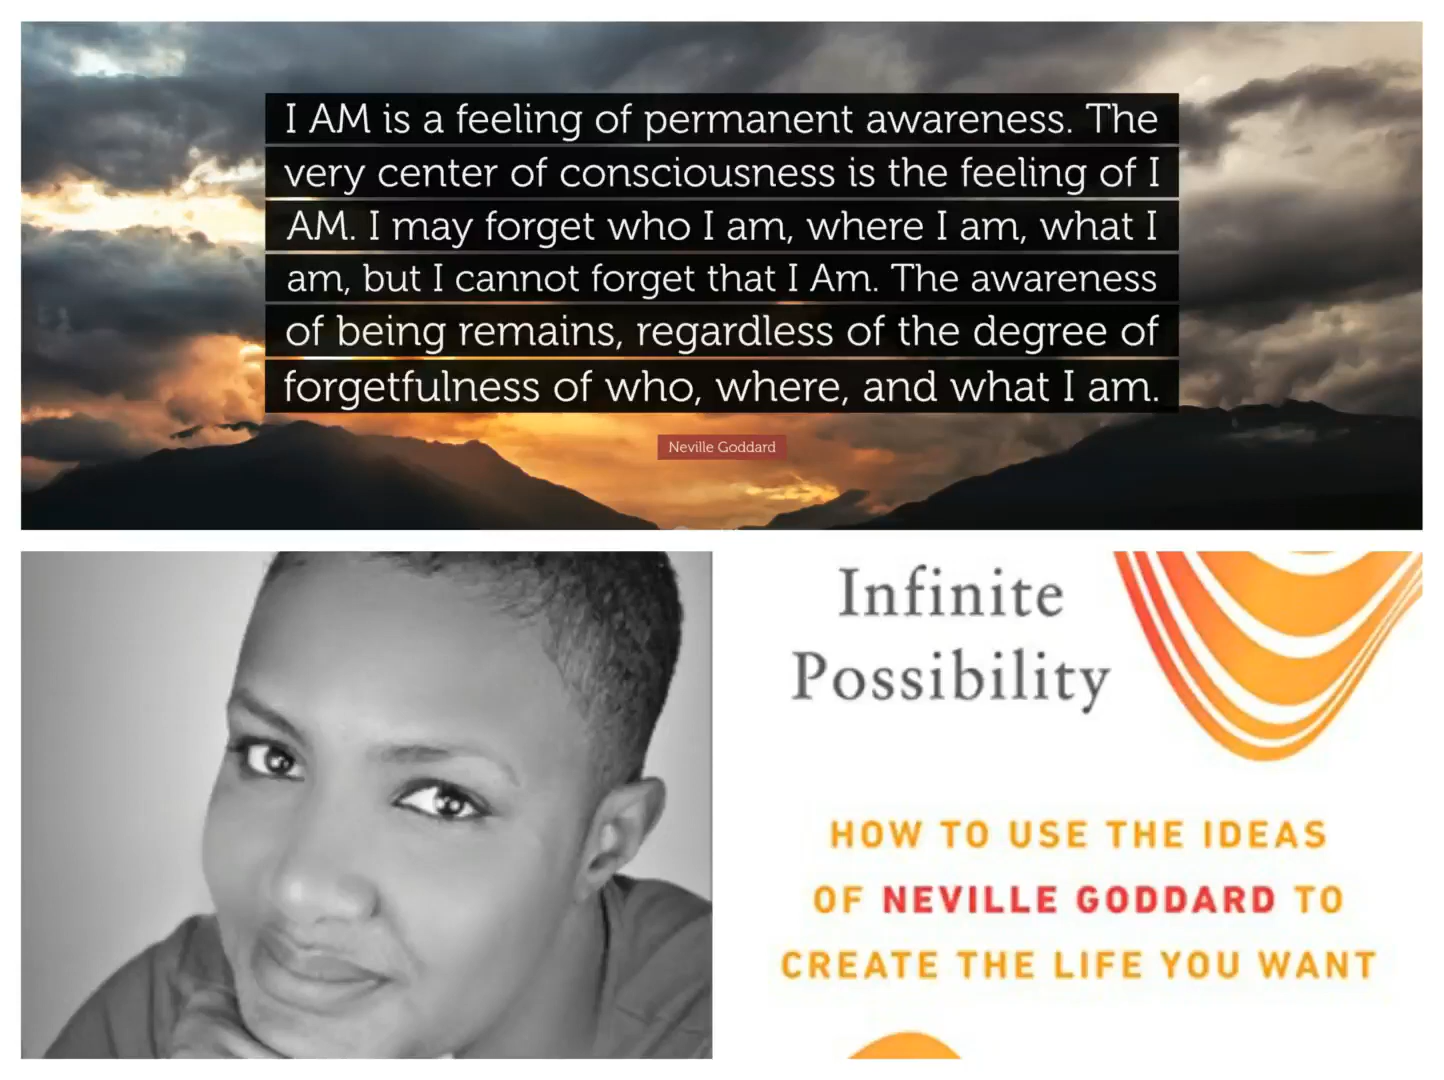 I AM is a feeling of permanent awareness. The
very center of consciousness is the feeling of I
AM. I may forget who I am, where I am, what I
am, but I cannot forget that I Am. The awareness
of being remains, regardless of the degree of
forgetfulness of who, where, and what I am.
Neville Goddard
Infinite
Possibility
HOW TO USE THE IDEAS
OF NEVILLE GODDARD TO
CREATE THE LIFE YOU WANT